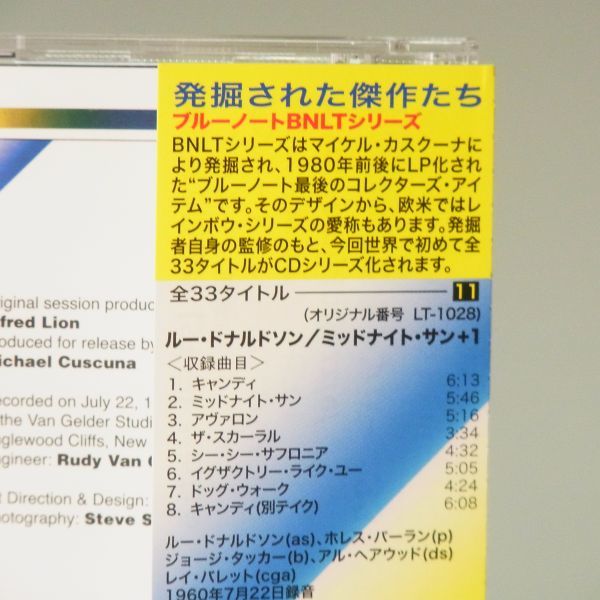 発掘された傑作たち
ブルーノートBNLTシリーズ
BNLTシリーズはマイケル・カスクーナに
より発掘され、1980年前後にLP化され
た“ブルーノート最後のコレクターズ・アイ
テム”です。そのデザインから、欧米ではレ
インボウ・シリーズの愛称もあります。発掘
者自身の監修のもと、今回世界で初めて全
33タイトルがCDシリーズ化されます。
全33タイトル 11
(オリジナル番号 LT-1028)
ルー・ドナルドソン/ミッドナイト・サン+1
<収録曲目>
1. キャンディ 6:13
2. ミッドナイト・サン 5:46
3. アヴァロン 5:16
4. ザ・スカーラル 3:34
5. シー・シー・サフロニア 4:32
6. イグザクトリー・ライク・ユー 5:05
7. ドッグ・ウォーク 4:24
8. キャンディ(別テイク) 6:08
ルー・ドナルドソン(as)、ホレス・パーラン(p)
ジョージ・タッカー(b)、アル・ヘアウッド(ds)
レイ・バレット(cga)
1960年7月22日録音
riginal session produc
fred Lion
roduced for release by
ichael Cuscuna
ecorded on July 22, 1
the Van Gelder Studi
nglewood Cliffs, New
ngineer: Rudy Van
t Direction & Design:
otography: Steve S